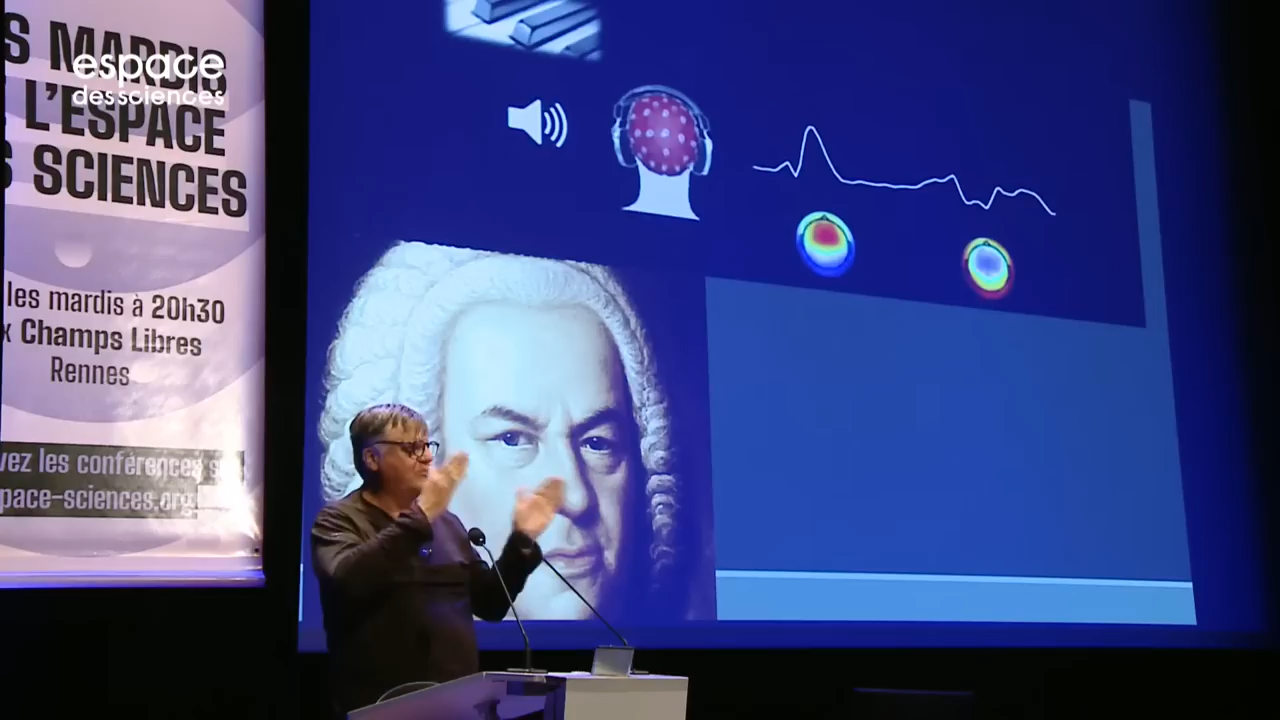 S MARDIS
L'ESPACE
S SCIENCES
les mardis à 20h30
x Champs Libres
Rennes
vez les conférences s
pace-sciences.org
espace
des sciences